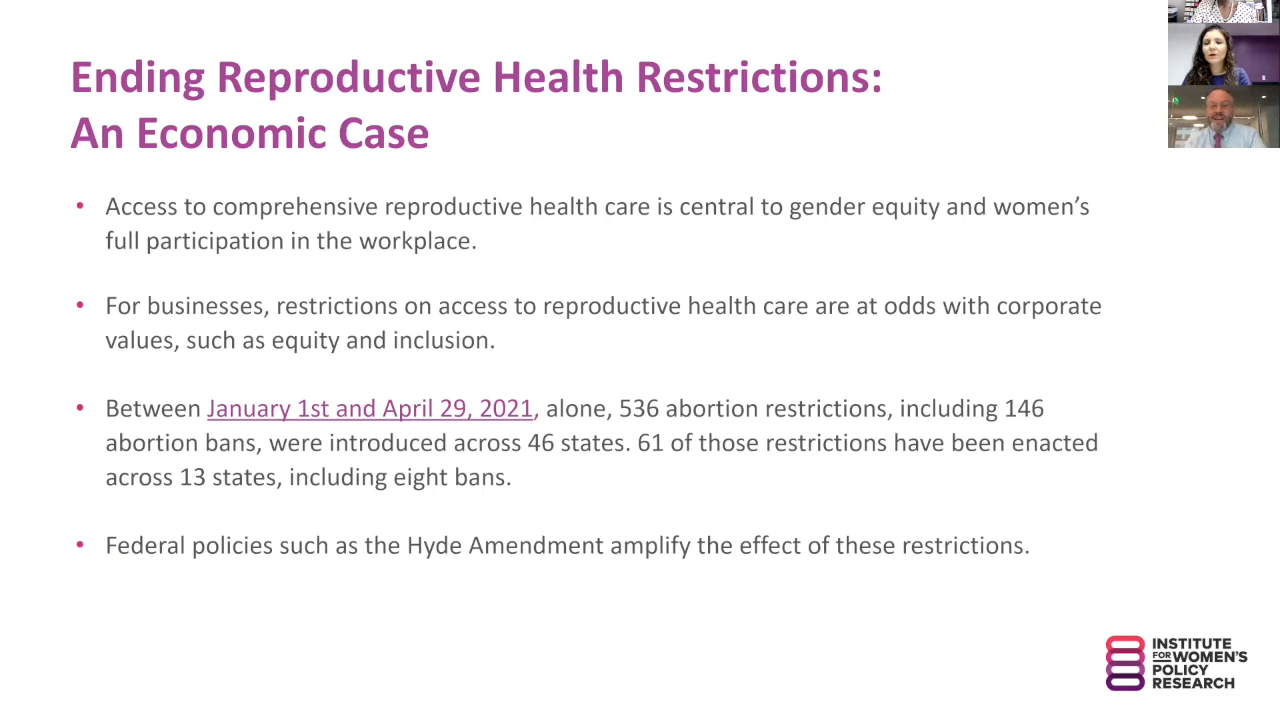 Ending Reproductive Health Restrictions:
An Economic Case
• Access to comprehensive reproductive health care is central to gender equity and women’s
full participation in the workplace.
• For businesses, restrictions on access to reproductive health care are at odds with corporate
values, such as equity and inclusion.
• Between January 1st and April 29, 2021, alone, 536 abortion restrictions, including 146
abortion bans, were introduced across 46 states. 61 of those restrictions have been enacted
across 13 states, including eight bans.
• Federal policies such as the Hyde Amendment amplify the effect of these restrictions.
INSTITUTE
FOR WOMEN'S
POLICY
RESEARCH